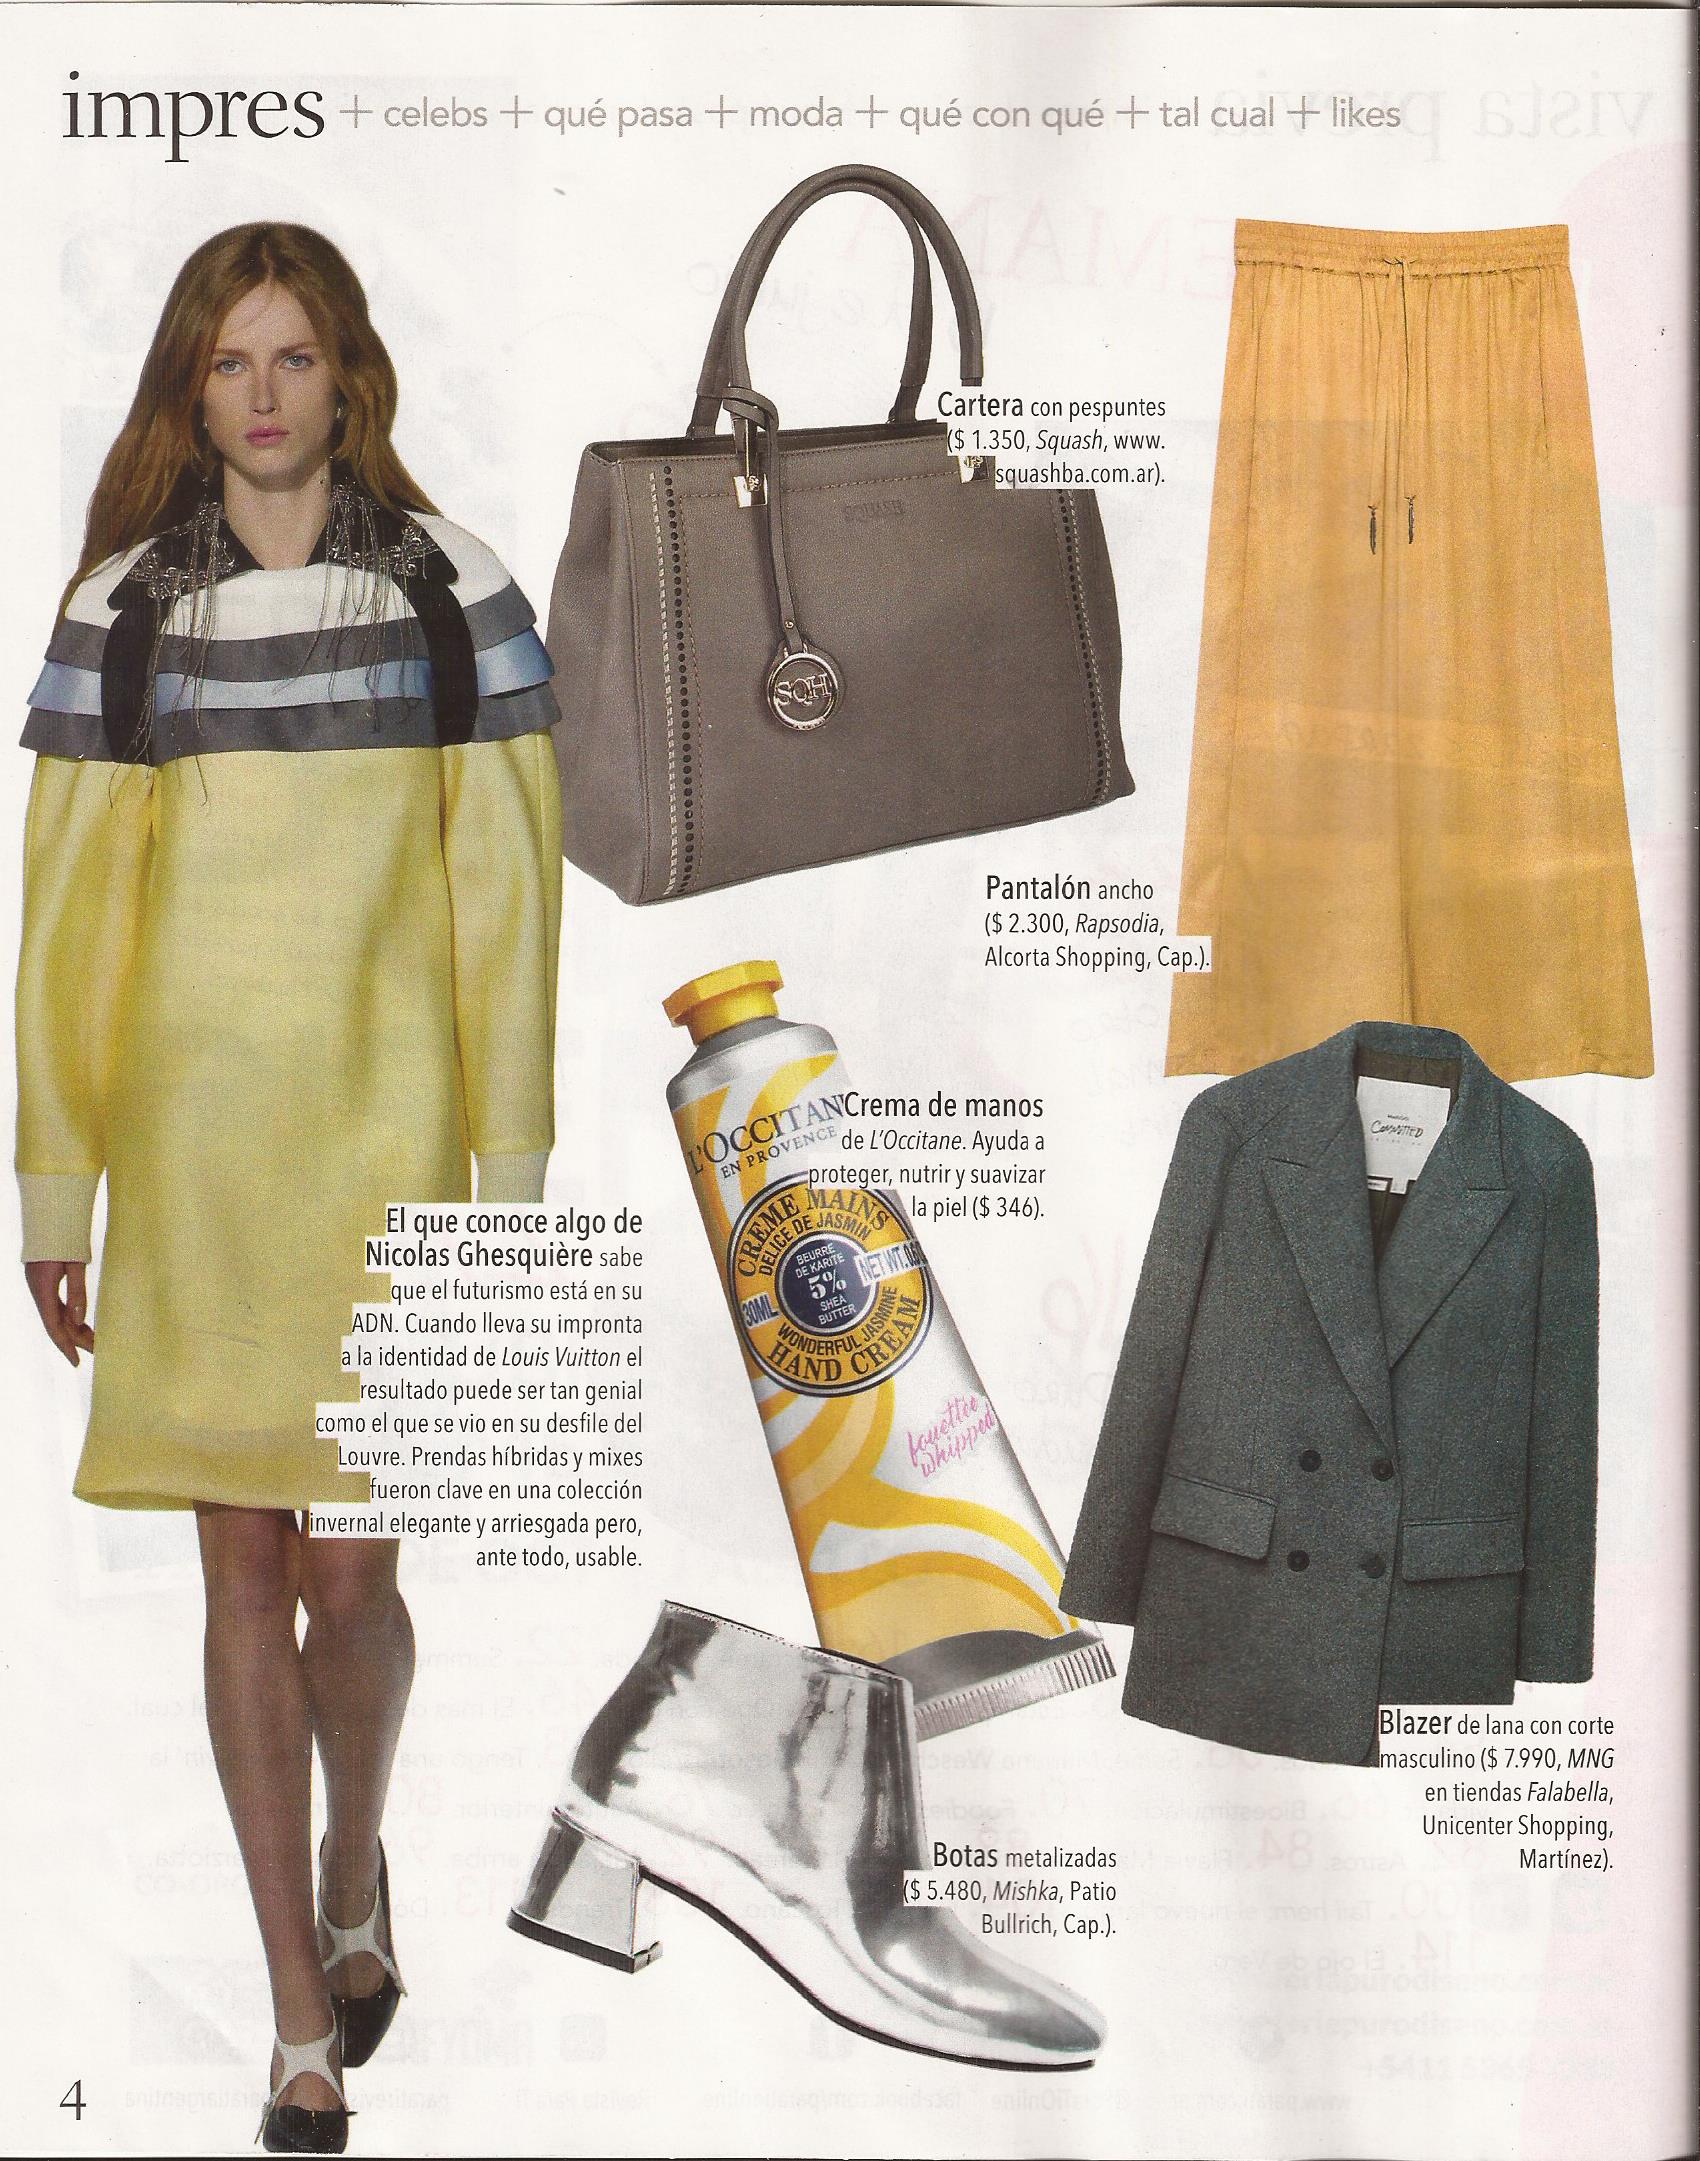 impres + celebs + qué pasa + moda + qué con qué + tal cual + likes
Cartera con pespuntes
($ 1.350, Squash, www.
squashba.com.ar).
SQH
Pantalón ancho
($ 2.300, Rapsodia,
Alcorta Shopping, Cap.).
Crema de manos
de L'Occitane. Ayuda a
proteger, nutrir y suavizar
la piel ($ 346).
L'OCCITAN
EN PROVENCE
CREME MAINS
DELICE DE JASMIN
BEURRE
DE KARITE
5%
SHEA
BUTTER
30ML
NET WT. 0.
WONDERFUL JASMINE
HAND CREAM
fouettée
whipped
El que conoce algo de
Nicolas Ghesquière sabe
que el futurismo está en su
ADN. Cuando lleva su impronta
a la identidad de Louis Vuitton el
resultado puede ser tan genial
como el que se vio en su desfile del
Louvre. Prendas híbridas y mixes
fueron clave en una colección
invernal elegante y arriesgada pero,
ante todo, usable.
MANGO
COMMITTED
Blazer de lana con corte
masculino ($ 7.990, MNG
en tiendas Falabella,
Unicenter Shopping,
Martínez).
Botas metalizadas
($ 5.480, Mishka, Patio
Bullrich, Cap.).
4